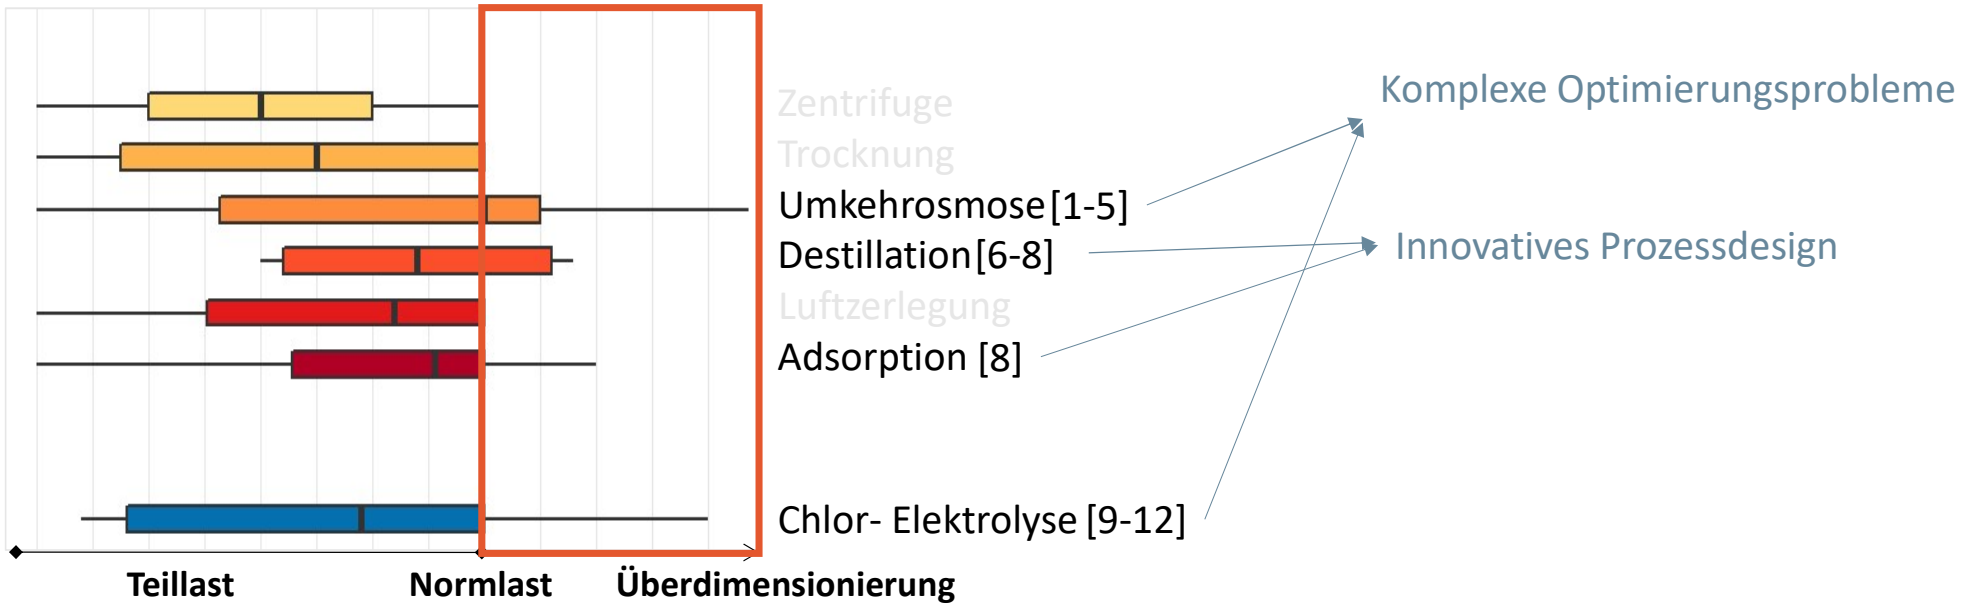 Zentrifuge
Trocknung
Umkehrosmose [1-5]
Destillation [6-8]
Luftzerlegung
Adsorption [8]
Chlor- Elektrolyse [9-12]
Komplexe Optimierungsprobleme
Innovatives Prozessdesign
Teillast
Normlast
Überdimensionierung